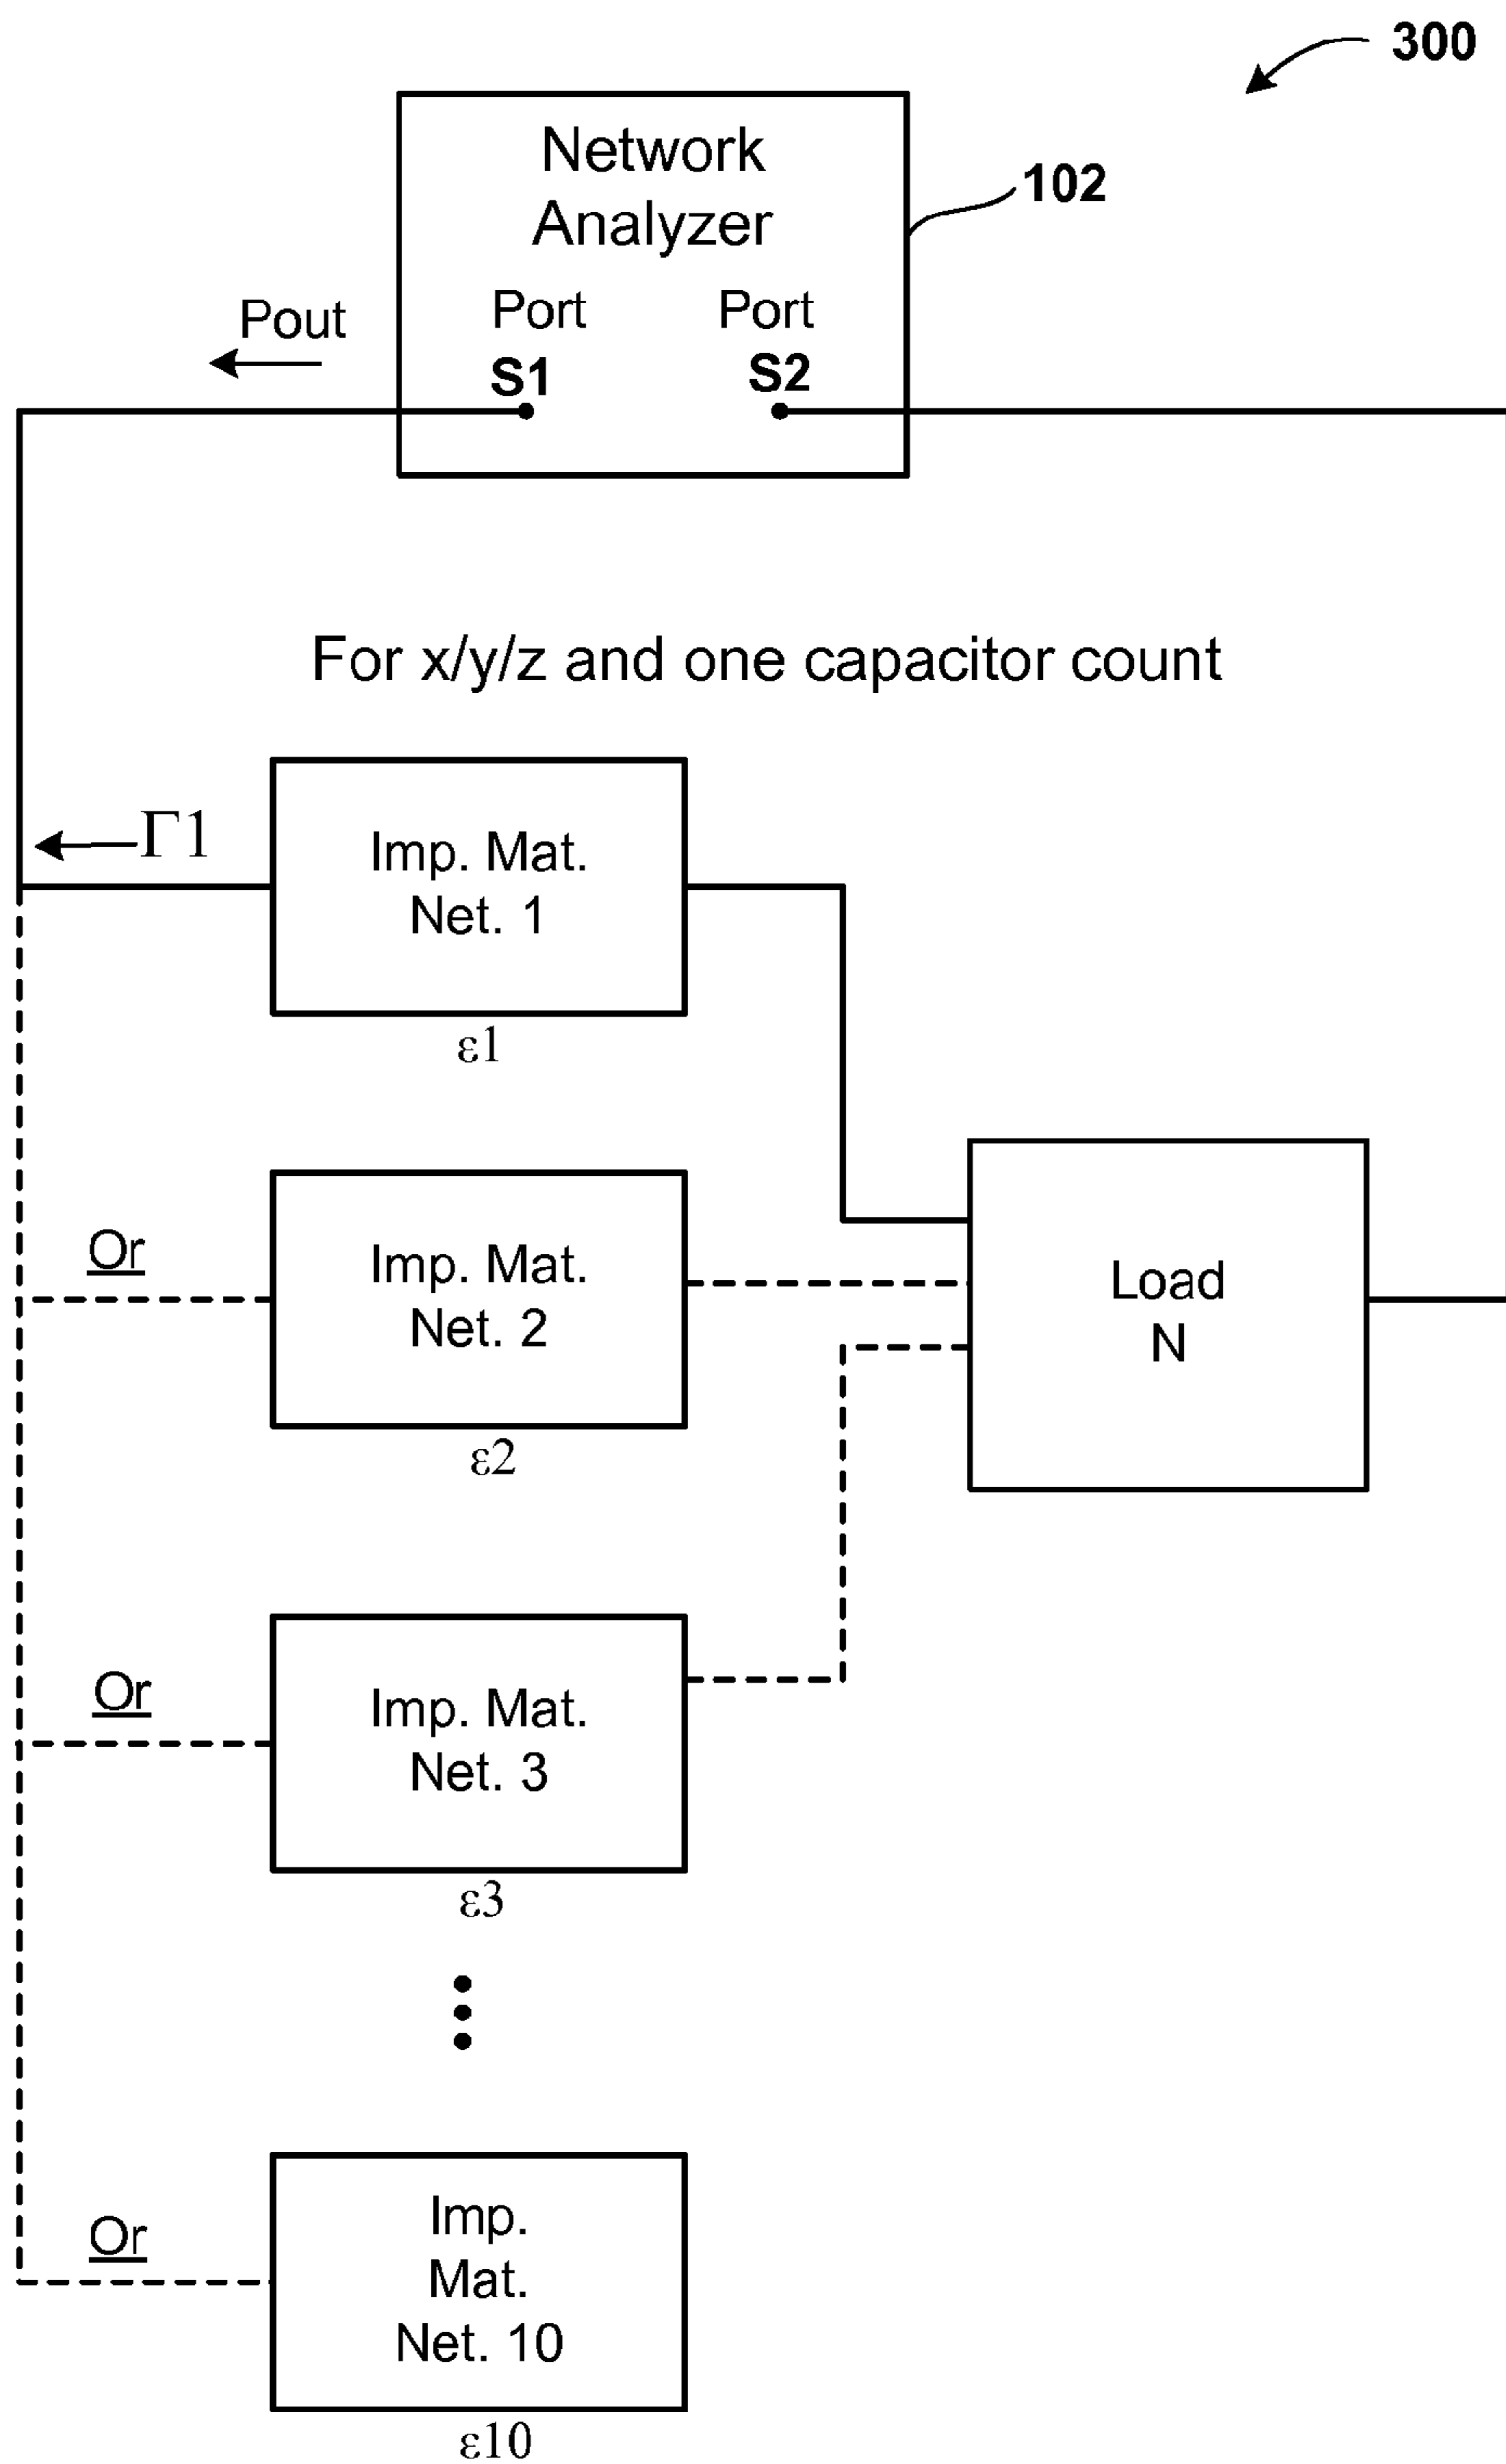 300
Network
Analyzer
102
Pout
Port
S1
Port
S2
For x/y/z and one capacitor count
Γ1
Imp. Mat.
Net. 1
ε1
Or
Imp. Mat.
Net. 2
ε2
Load
N
Or
Imp. Mat.
Net. 3
ε3
Or
Imp.
Mat.
Net. 10
ε10